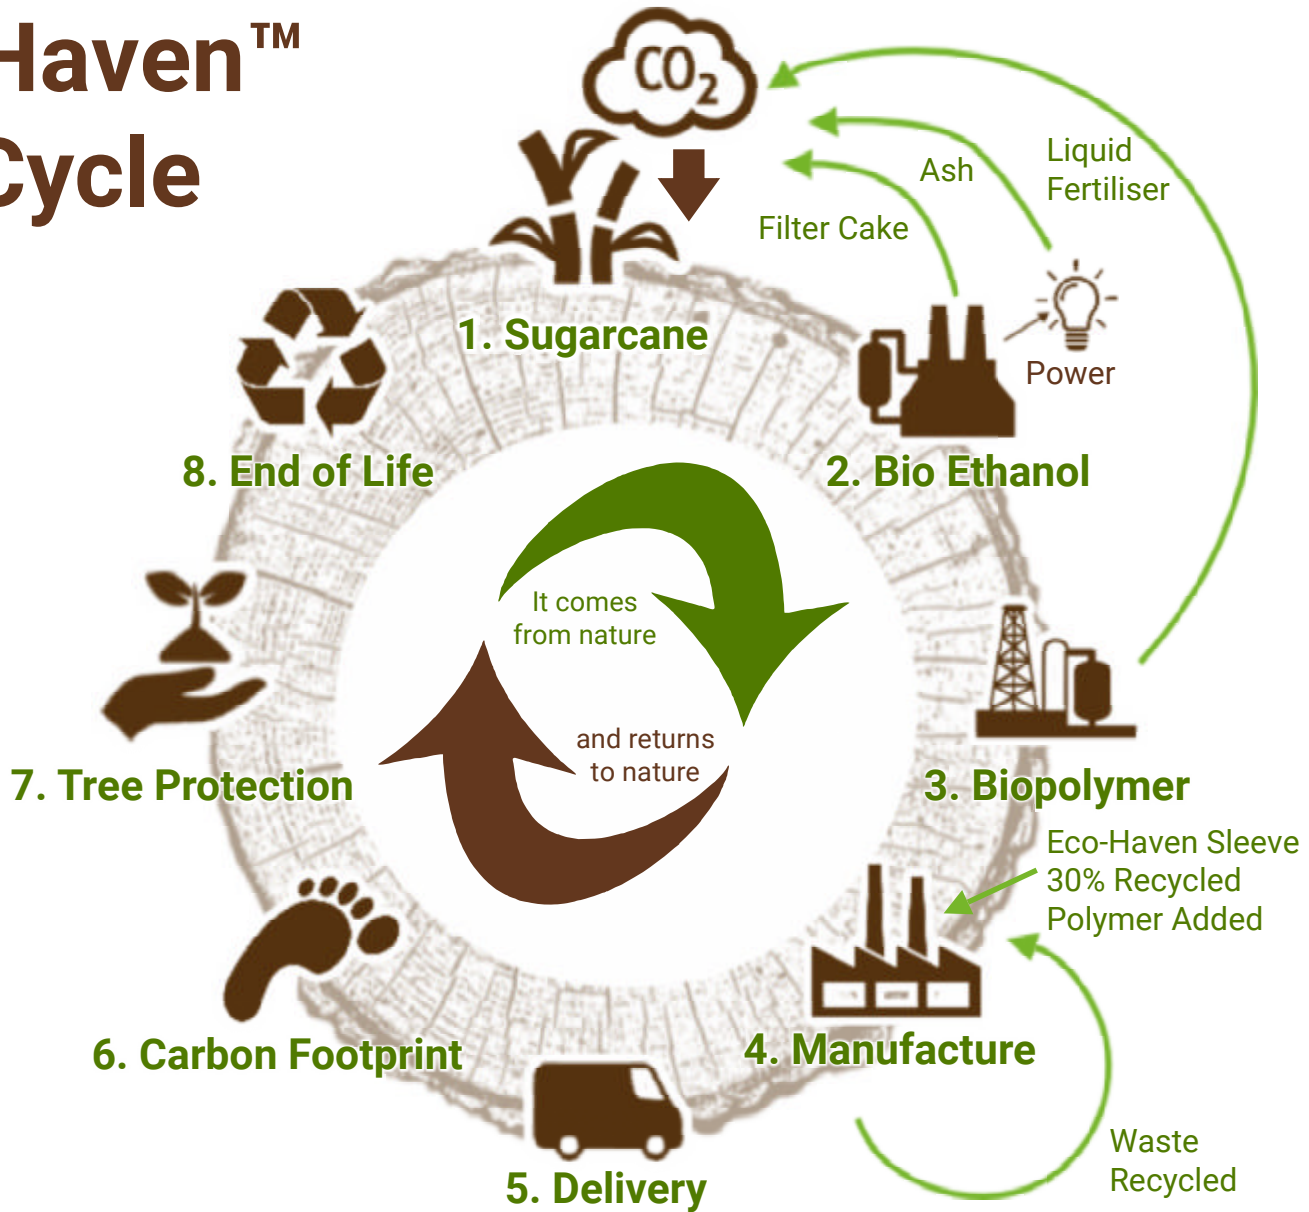 Haven™
Cycle
CO₂
Ash
Liquid
Fertiliser
Filter Cake
Power
1. Sugarcane
2. Bio Ethanol
8. End of Life
It comes
from nature
and returns
to nature
7. Tree Protection
3. Biopolymer
Eco-Haven Sleeve
30% Recycled
Polymer Added
6. Carbon Footprint
4. Manufacture
Waste
Recycled
5. Delivery